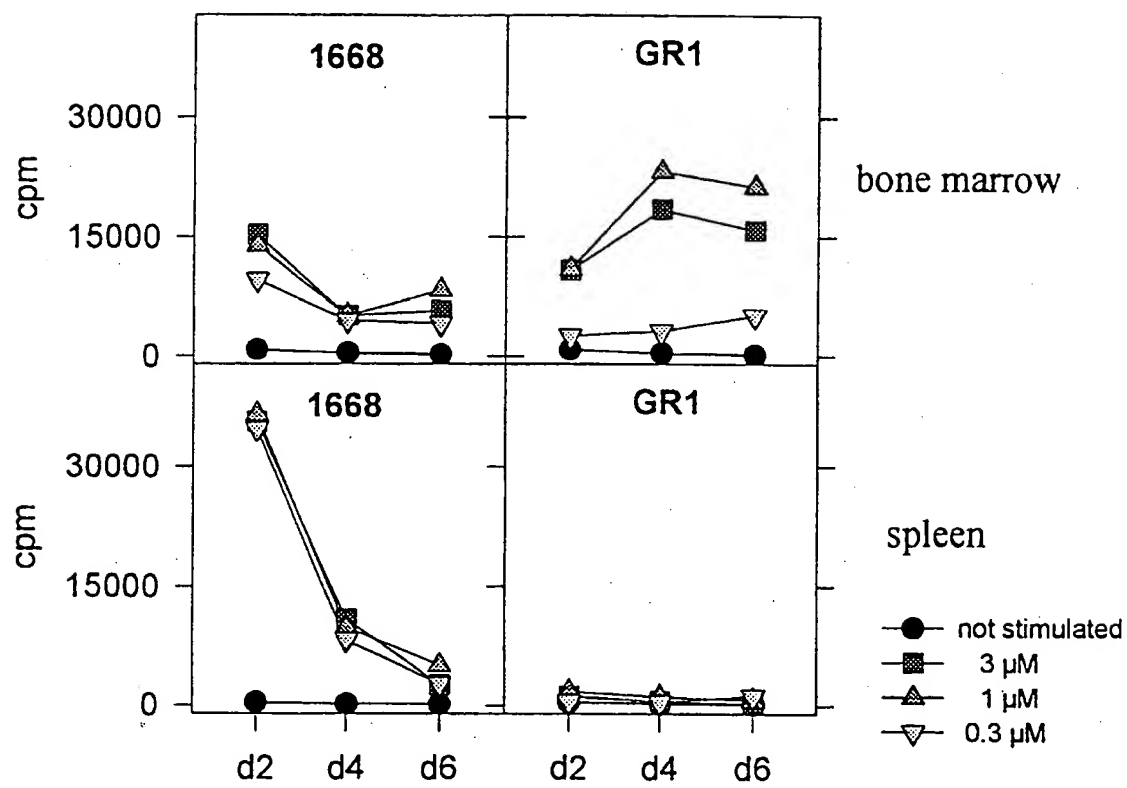 1668
GR1
30000
15000
0
cpm
bone marrow
1668
GR1
30000
15000
0
cpm
spleen
not stimulated
3 µM
1 µM
0.3 µM
d2 d4 d6 d2 d4 d6